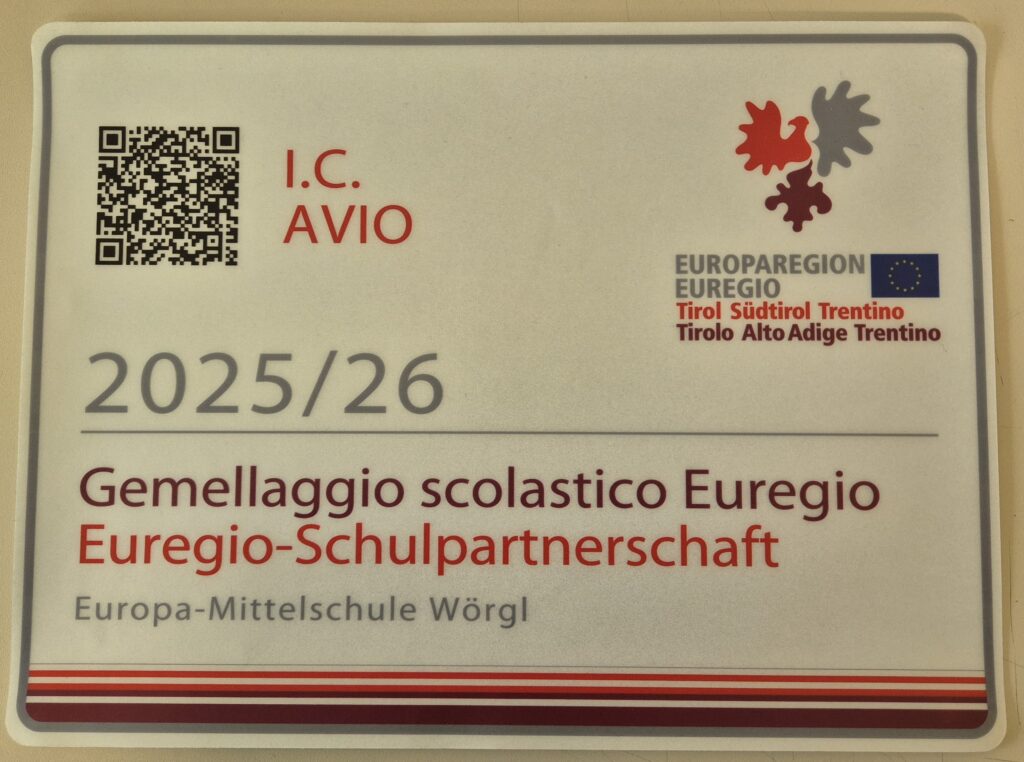 I.C.
AVIO
EUROPAREGION
EUREGIO
Tirol Südtirol Trentino
Tirolo Alto Adige Trentino
2025/26
Gemellaggio scolastico Euregio
Euregio-Schulpartnerschaft
Europa-Mittelschule Wörgl